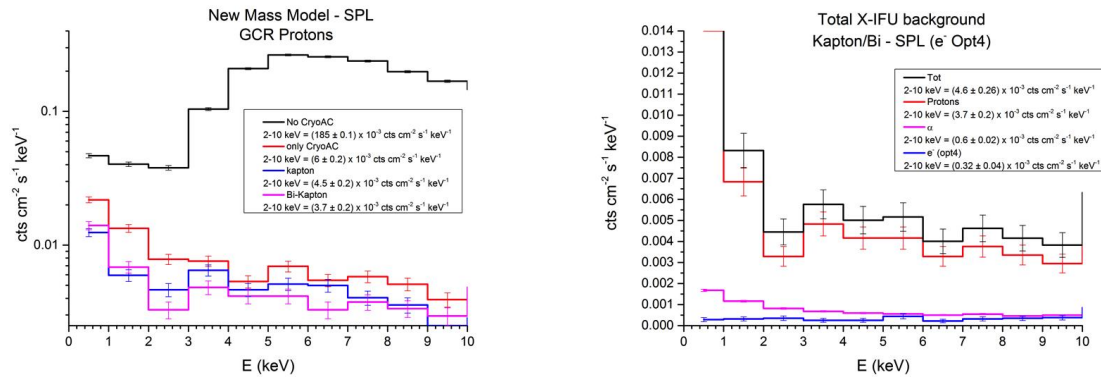 New Mass Model - SPL
GCR Protons
cts cm⁻² s⁻¹ keV⁻¹
0.1
0.01
No CryoAC
2-10 keV = (185 ± 0.1) x 10⁻³ cts cm⁻² s⁻¹ keV⁻¹
only CryoAC
2-10 keV = (6 ± 0.2) x 10⁻³ cts cm⁻² s⁻¹ keV⁻¹
kapton
2-10 keV = (4.5 ± 0.2) x 10⁻³ cts cm⁻² s⁻¹ keV⁻¹
Bi-Kapton
2-10 keV = (3.7 ± 0.2) x 10⁻³ cts cm⁻² s⁻¹ keV⁻¹
0 1 2 3 4 5 6 7 8 9 10
E (keV)
Total X-IFU background
Kapton/Bi - SPL (e⁻ Opt4)
cts cm⁻² s⁻¹ keV⁻¹
0.014
0.013
0.012
0.011
0.010
0.009
0.008
0.007
0.006
0.005
0.004
0.003
0.002
0.001
0.000
Tot
2-10 keV = (4.6 ± 0.26) x 10⁻³ cts cm⁻² s⁻¹ keV⁻¹
Protons
2-10 keV = (3.7 ± 0.2) x 10⁻³ cts cm⁻² s⁻¹ keV⁻¹
α
2-10 keV = (0.6 ± 0.02) x 10⁻³ cts cm⁻² s⁻¹ keV⁻¹
e⁻ (opt4)
2-10 keV = (0.32 ± 0.04) x 10⁻³ cts cm⁻² s⁻¹ keV⁻¹
0 1 2 3 4 5 6 7 8 9 10
E (keV)